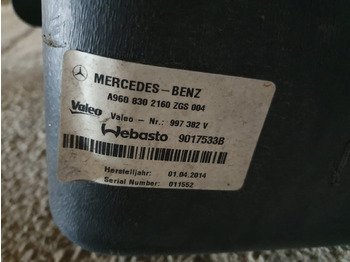 MERCEDES-BENZ
A960 830 2160 ZGS 004
Valeo Valeo - Nr.: 997 382 V
Webasto 9017533B
Herstelljahr: 01.04.2014
Serial Number: 011552